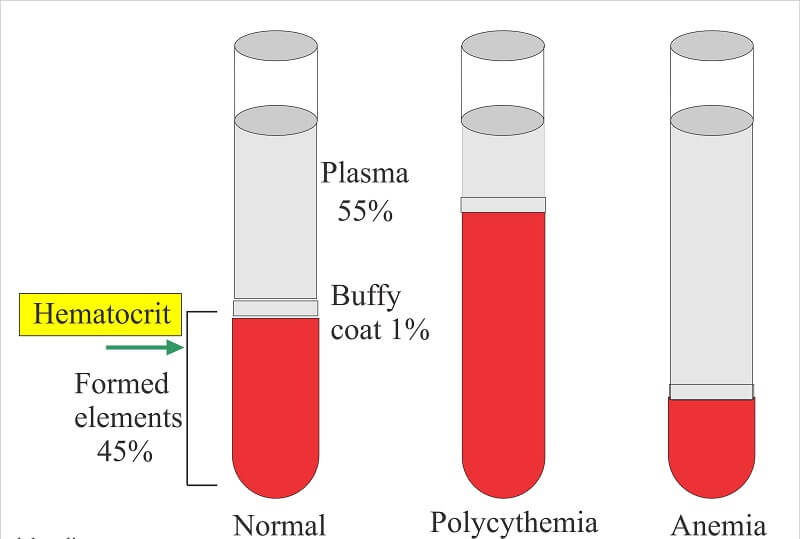 Plasma
55%
Buffy
coat 1%
Hematocrit
Formed
elements
45%
Normal
Polycythemia
Anemia